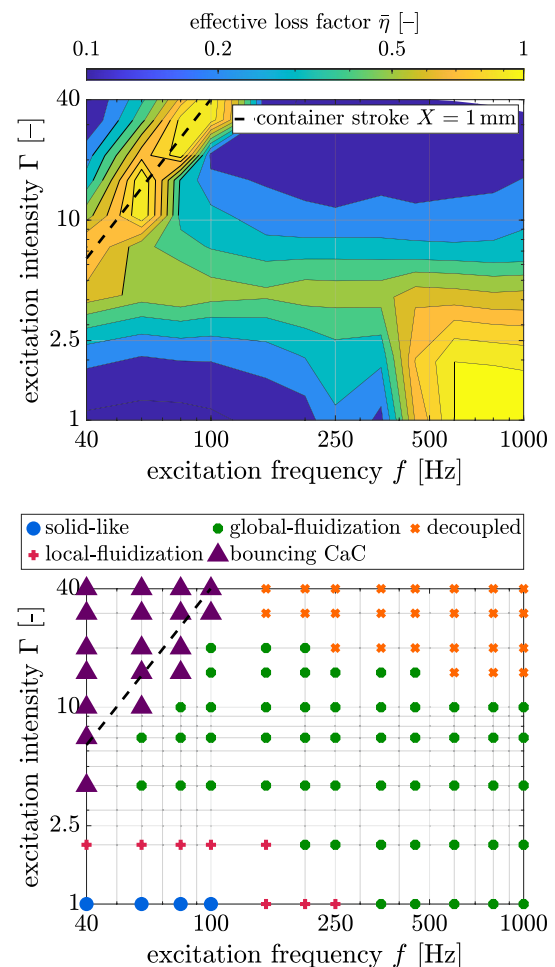 effective loss factor η̄ [–]
0.1 0.2 0.5 1
excitation intensity Γ [–]
40
10
2.5
1
container stroke X = 1 mm
40 100 250 500 1000
excitation frequency f [Hz]
solid-like global-fluidization decoupled
local-fluidization bouncing CaC
excitation intensity Γ [-]
40
10
2.5
1
40 100 250 500 1000
excitation frequency f [Hz]